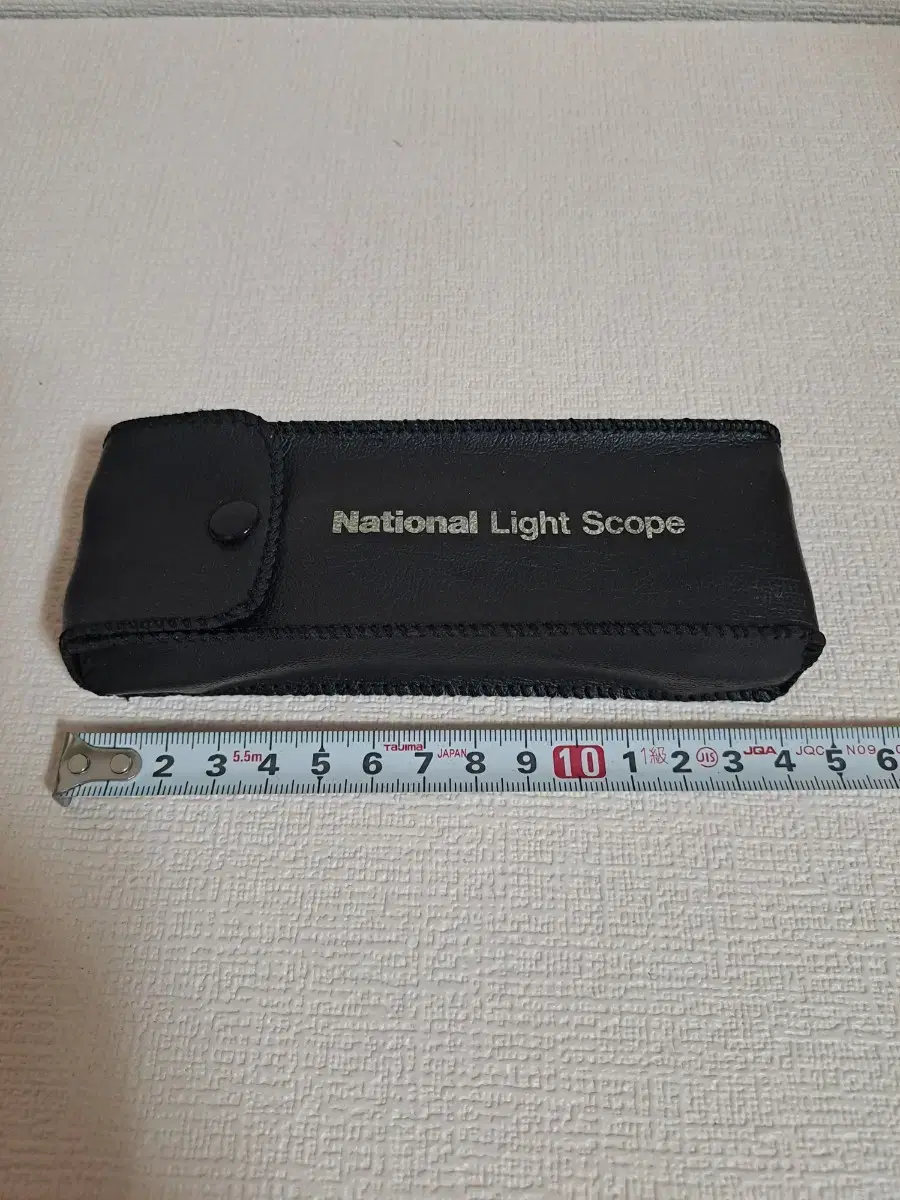 National Light Scope
2 3 5.5m 4 5 6 Tajima 7 JAPAN 8 9 10 1 1級 2 JIS 3 JQA 4 JQC 5 N09 6